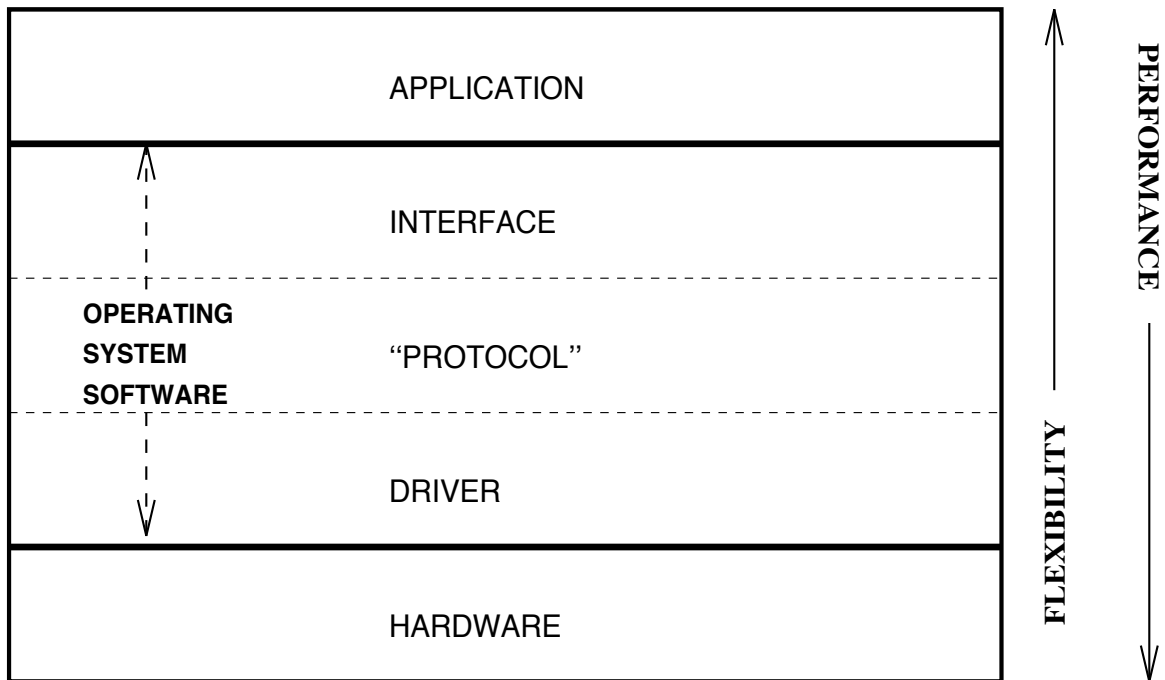 APPLICATION
INTERFACE
OPERATING
SYSTEM
SOFTWARE
‘‘PROTOCOL’’
DRIVER
HARDWARE
FLEXIBILITY
PERFORMANCE